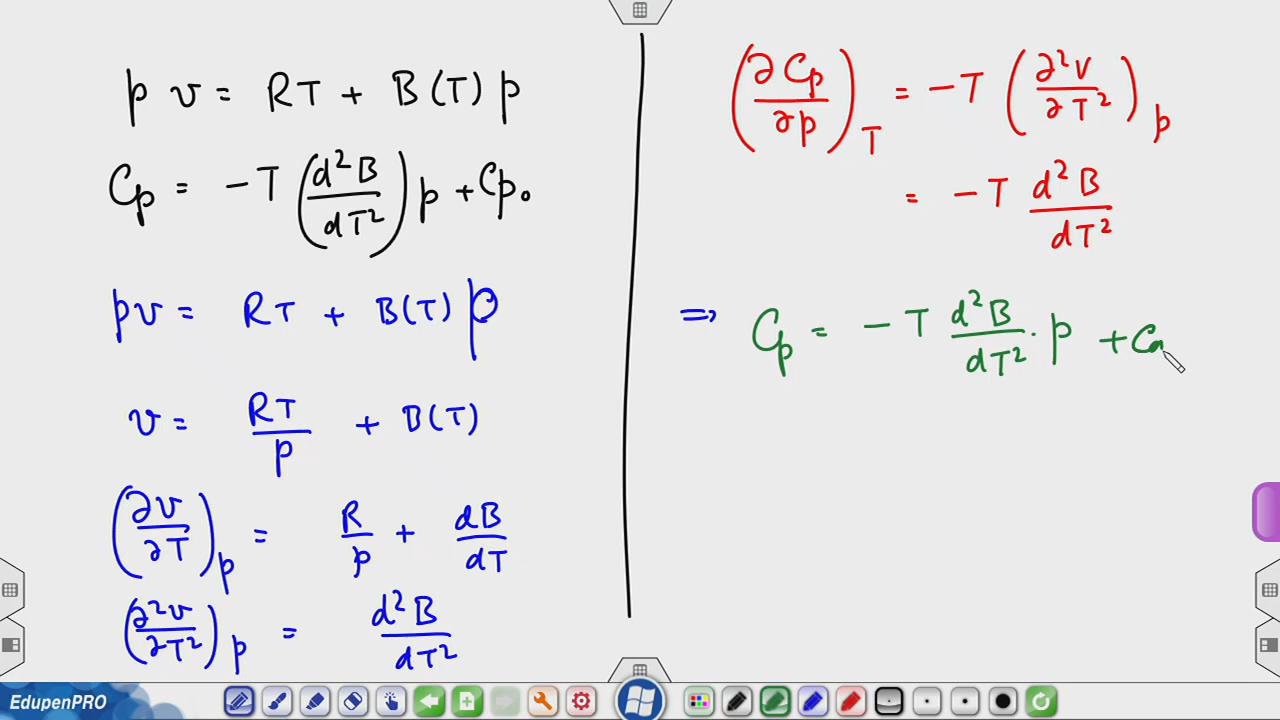 p v = RT + B(T) p
Cp = -T (d²B/dT²) p + Cp₀
pv = RT + B(T) p
v = RT/p + B(T)
(∂v/∂T)p = R/p + dB/dT
(∂²v/∂T²)p = d²B/dT²
(∂Cp/∂p)T = -T (∂²v/∂T²)p
= -T d²B/dT²
⇒ Cp = -T d²B/dT² · p + C
EdupenPRO